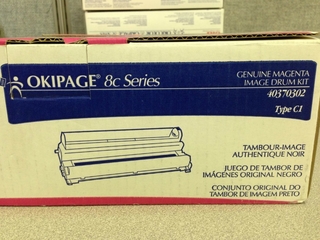 OKIPAGE® 8c Series
GENUINE MAGENTA
IMAGE DRUM KIT
40370302
Type C1
TAMBOUR-IMAGE
AUTHENTIQUE NOIR
JUEGO DE TAMBOR DE
IMÁGENES ORIGINAL NEGRO
CONJUNTO ORIGINAL DO
TAMBOR DE IMAGEM PRETO